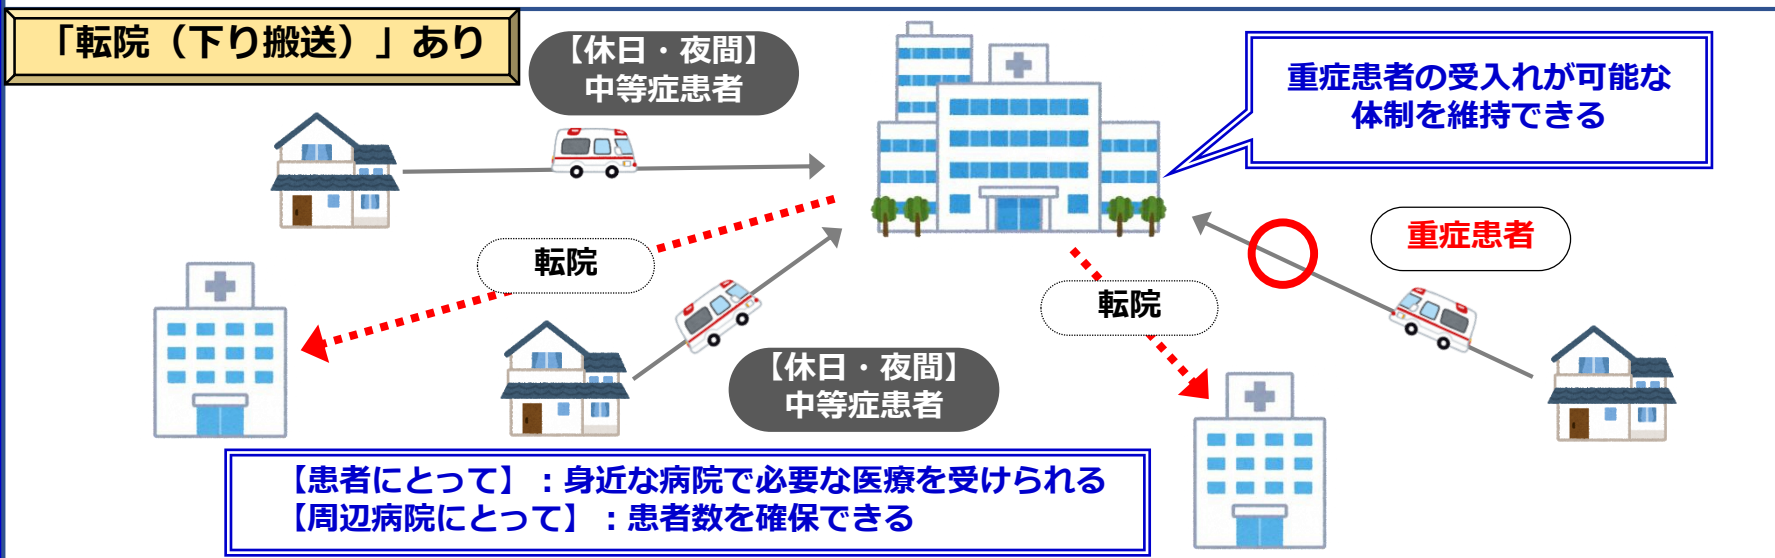 「転院（下り搬送）」あり
【休日・夜間】
中等症患者
重症患者の受入れが可能な
体制を維持できる
転院
重症患者
転院
【休日・夜間】
中等症患者
【患者にとって】：身近な病院で必要な医療を受けられる
【周辺病院にとって】：患者数を確保できる